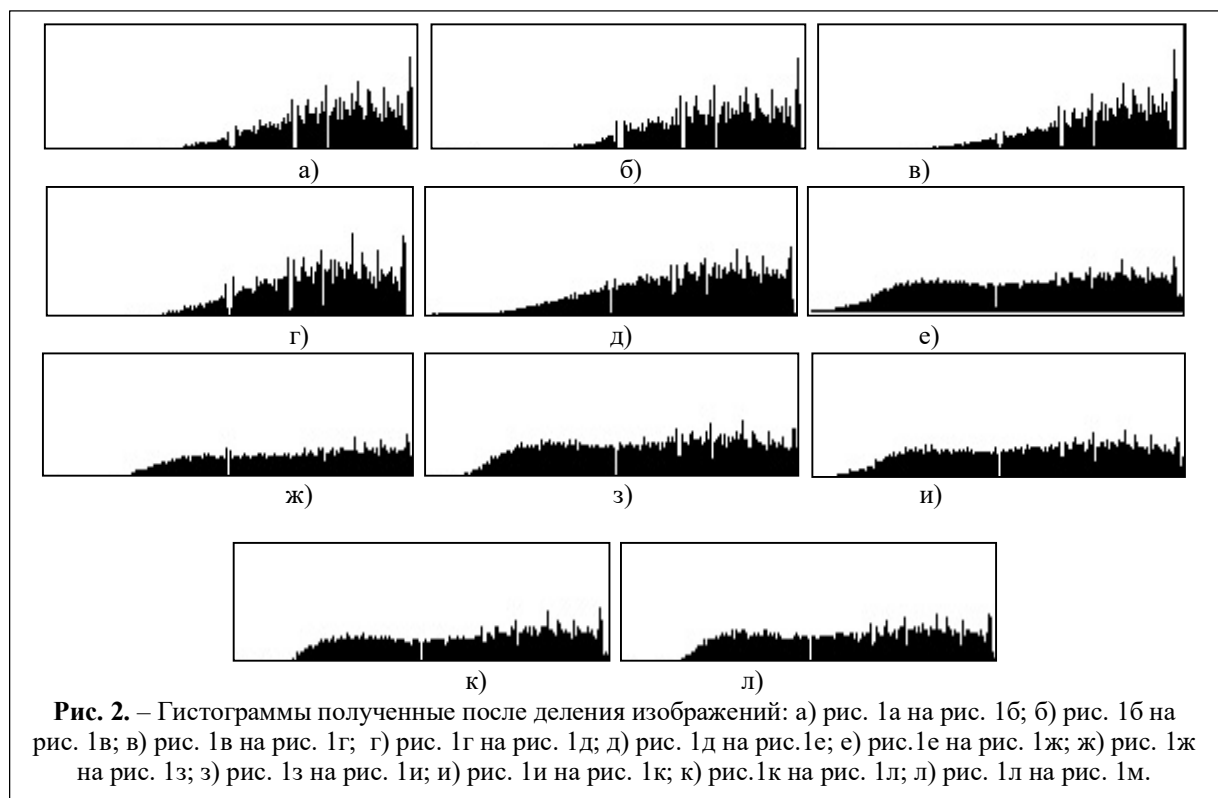 а) б) в)
г) д) е)
ж) з) и)
к) л)
Рис. 2. – Гистограммы полученные после деления изображений: а) рис. 1а на рис. 1б; б) рис. 1б на
рис. 1в; в) рис. 1в на рис. 1г; г) рис. 1г на рис. 1д; д) рис. 1д на рис.1е; е) рис.1е на рис. 1ж; ж) рис. 1ж
на рис. 1з; з) рис. 1з на рис. 1и; и) рис. 1и на рис. 1к; к) рис.1к на рис. 1л; л) рис. 1л на рис. 1м.